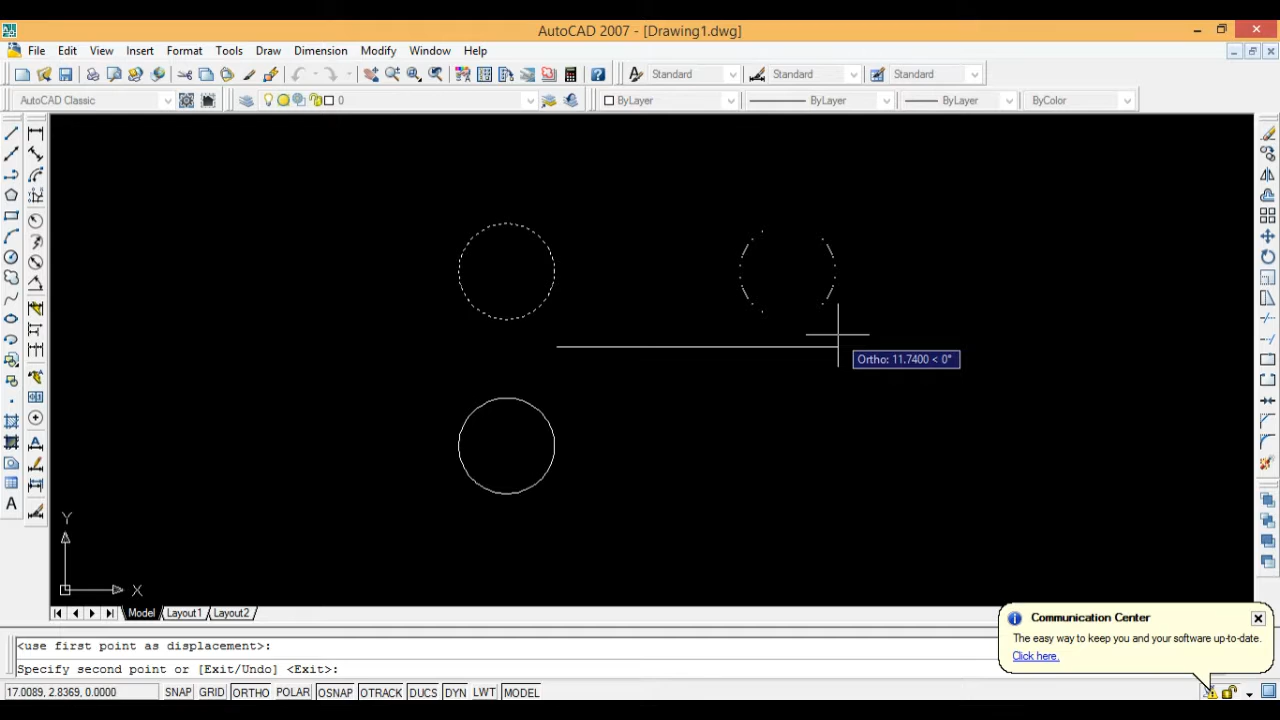 AutoCAD 2007 - [Drawing1.dwg]
File Edit View Insert Format Tools Draw Dimension Modify Window Help
Standard Standard Standard
AutoCAD Classic 0 ByLayer ByLayer ByLayer ByColor
Ortho: 11.7400 < 0°
A
Y
X
Model Layout1 Layout2
Communication Center
The easy way to keep you and your software up-to-date.
Click here.
<use first point as displacement>:
Specify second point or [Exit/Undo] <Exit>:
17.0089, 2.8369, 0.0000 SNAP GRID ORTHO POLAR OSNAP OTRACK DUCS DYN LWT MODEL